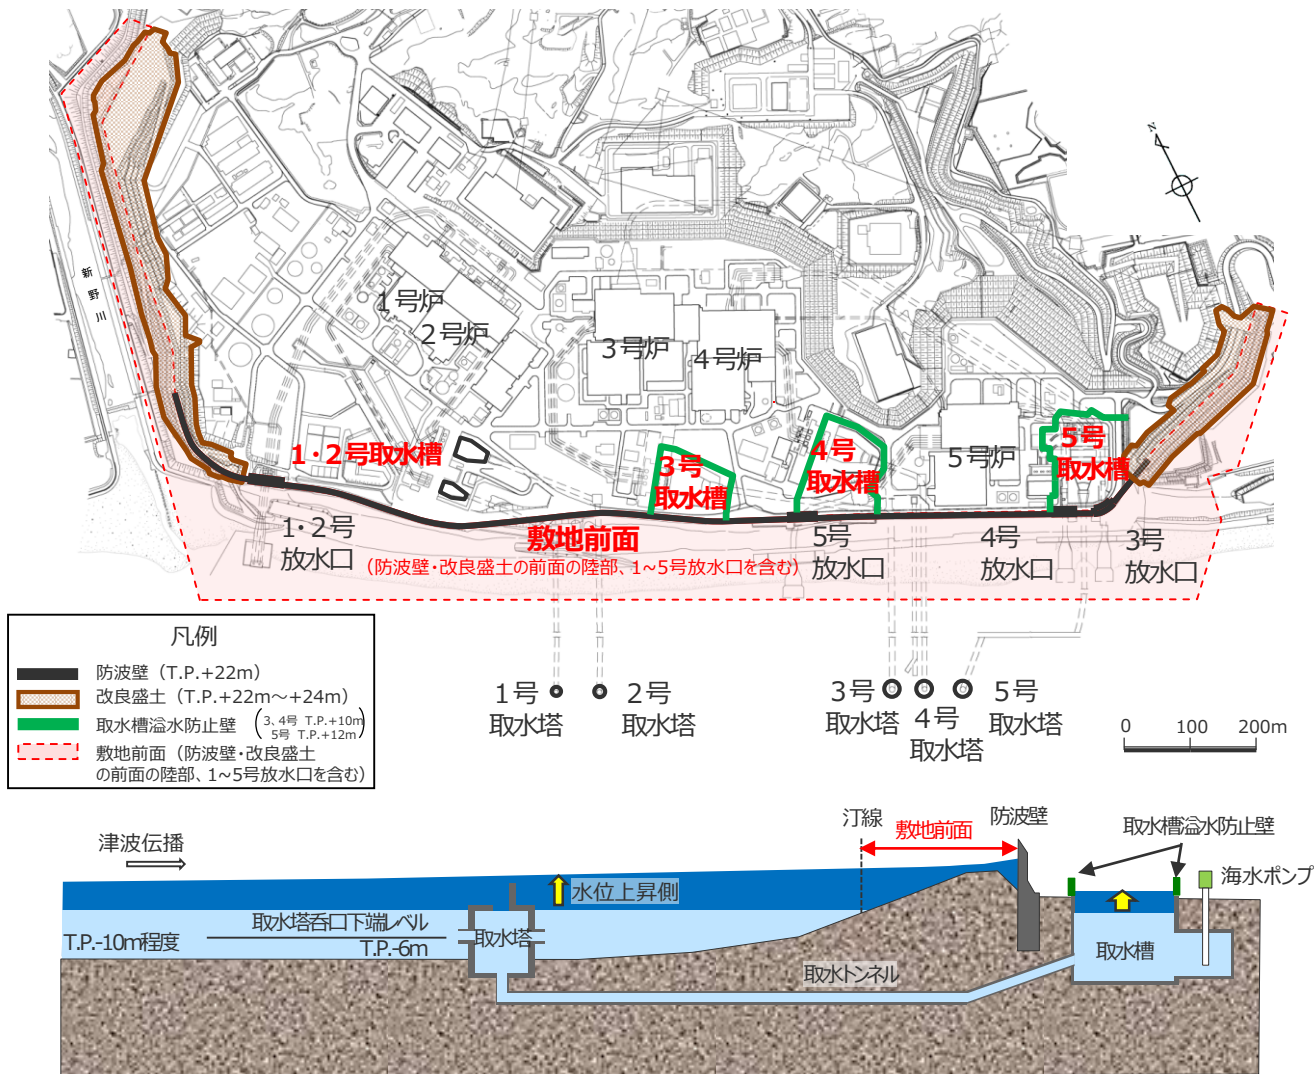 N
新野川
1号炉
2号炉
3号炉
4号炉
5号炉
1・2号取水槽
3号
取水槽
4号
取水槽
5号
取水槽
1・2号
放水口
敷地前面
(防波壁・改良盛土の前面の陸部、1~5号放水口を含む)
5号
放水口
4号
放水口
3号
放水口
凡例
防波壁（T.P.+22m）
改良盛土（T.P.+22m～+24m）
取水槽溢水防止壁
3、4号 T.P.+10m
5号 T.P.+12m
敷地前面（防波壁・改良盛土
の前面の陸部、1~5号放水口を含む）
1号
取水塔
2号
取水塔
3号
取水塔
4号
取水塔
5号
取水塔
0 100 200m
津波伝播
汀線
敷地前面
防波壁
取水槽溢水防止壁
海水ポンプ
水位上昇側
取水塔呑口下端レベル
T.P.-10m程度
T.P.-6m
取水塔
取水槽
取水トンネル